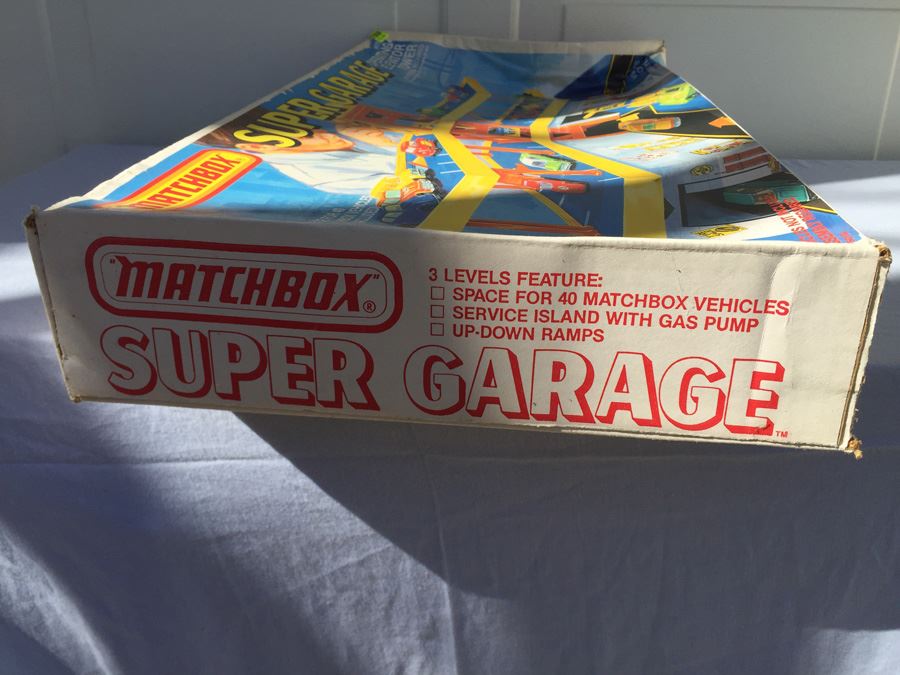 SUPER GARAGE
MATCHBOX
"MATCHBOX"®
SUPER GARAGE™
3 LEVELS FEATURE:
☐ SPACE FOR 40 MATCHBOX VEHICLES
☐ SERVICE ISLAND WITH GAS PUMP
☐ UP-DOWN RAMPS